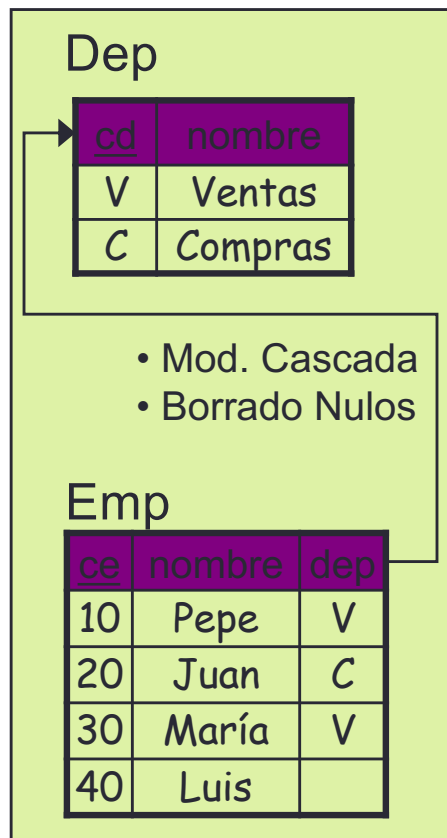 Dep
cd nombre
V Ventas
C Compras
• Mod. Cascada
• Borrado Nulos
Emp
ce nombre dep
10 Pepe V
20 Juan C
30 María V
40 Luis